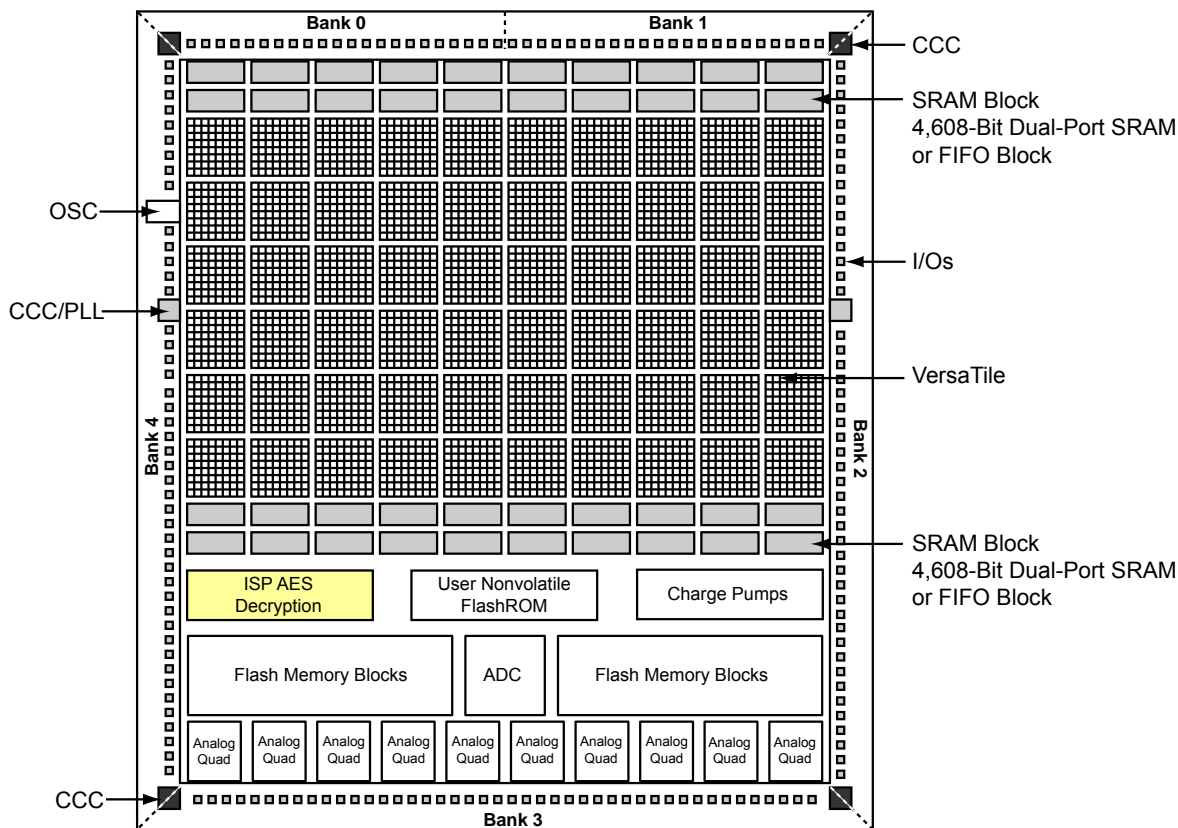 Bank 0
Bank 1
CCC
SRAM Block
4,608-Bit Dual-Port SRAM
or FIFO Block
OSC
I/Os
CCC/PLL
VersaTile
Bank 4
Bank 2
SRAM Block
4,608-Bit Dual-Port SRAM
or FIFO Block
ISP AES
Decryption
User Nonvolatile
FlashROM
Charge Pumps
Flash Memory Blocks
ADC
Flash Memory Blocks
Analog
Quad
Analog
Quad
Analog
Quad
Analog
Quad
Analog
Quad
Analog
Quad
Analog
Quad
Analog
Quad
Analog
Quad
Analog
Quad
CCC
Bank 3